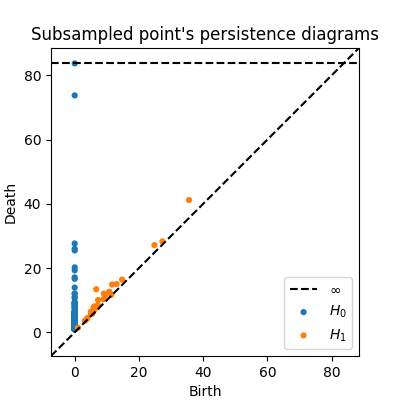 Subsampled point's persistence diagrams
Death
80
60
40
20
0
0 20 40 60 80
Birth
∞
H₀
H₁